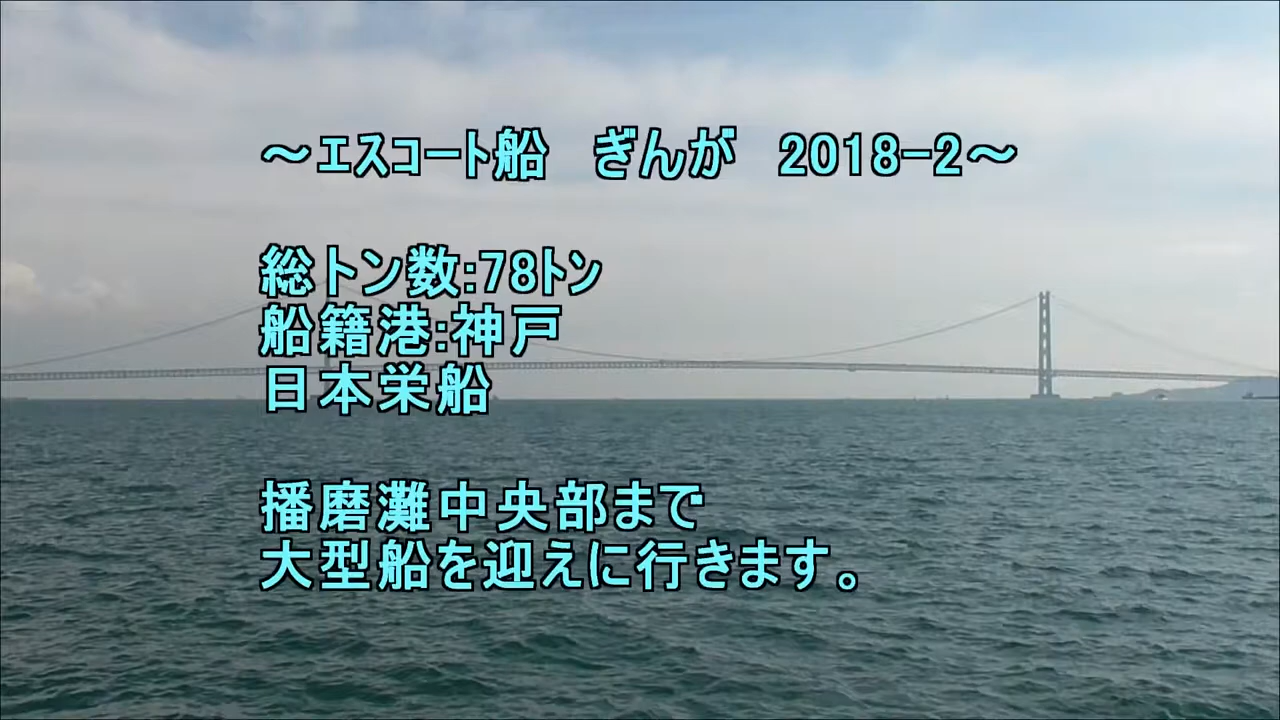 ～ｴｽｺｰﾄ船　ぎんが　2018-2～
総トン数:78ﾄﾝ
船籍港:神戸
日本栄船
播磨灘中央部まで
大型船を迎えに行きます。